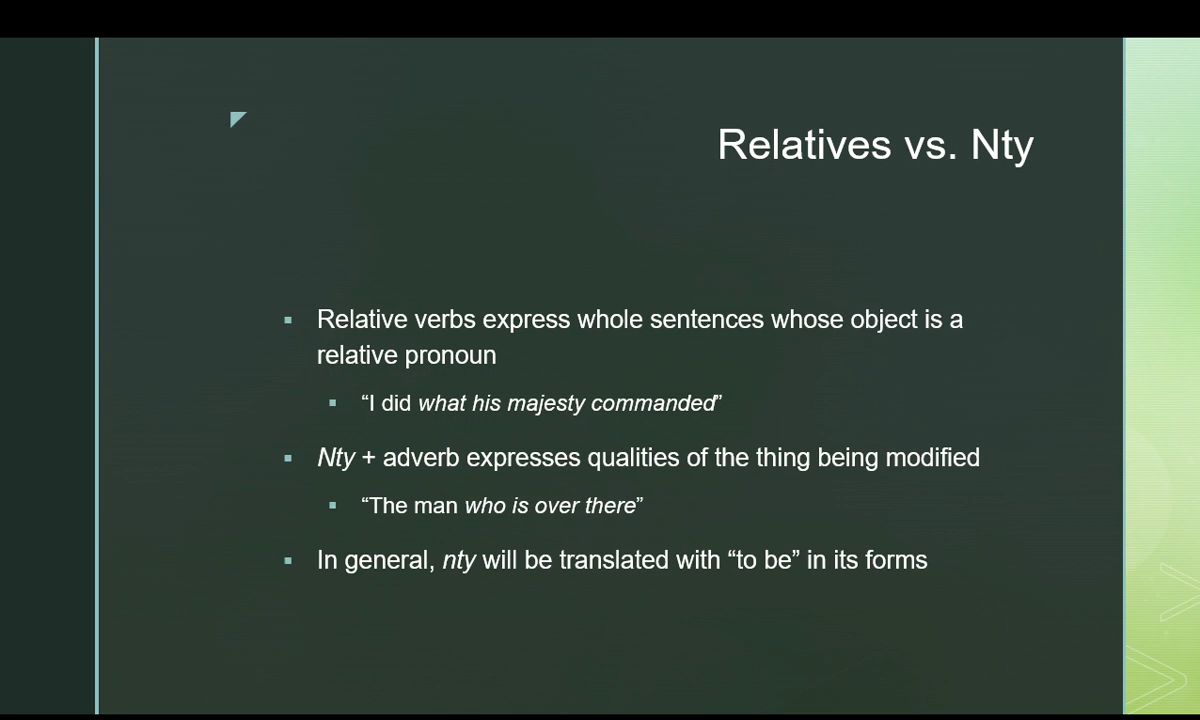 Relatives vs. Nty
▪ Relative verbs express whole sentences whose object is a
relative pronoun
▪ “I did what his majesty commanded”
▪ Nty + adverb expresses qualities of the thing being modified
▪ “The man who is over there”
▪ In general, nty will be translated with “to be” in its forms